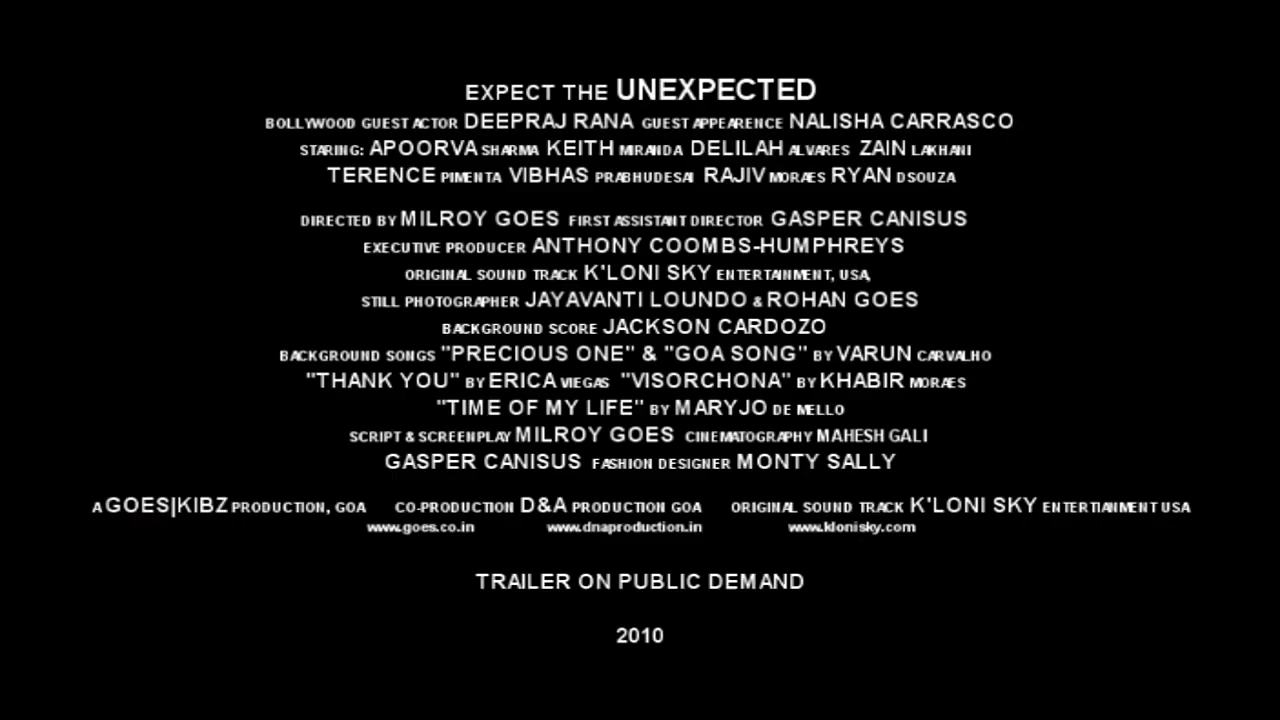 EXPECT THE UNEXPECTED
BOLLYWOOD GUEST ACTOR DEEPRAJ RANA GUEST APPEARENCE NALISHA CARRASCO
STARING: APOORVA SHARMA KEITH MIRANDA DELILAH ALVARES ZAIN LAKHANI
TERENCE PIMENTA VIBHAS PRABHUDESAI RAJIV MORAES RYAN DSOUZA
DIRECTED BY MILROY GOES FIRST ASSISTANT DIRECTOR GASPER CANISUS
EXECUTIVE PRODUCER ANTHONY COOMBS-HUMPHREYS
ORIGINAL SOUND TRACK K'LONI SKY ENTERTAINMENT, USA,
STILL PHOTOGRAPHER JAYAVANTI LOUNDO & ROHAN GOES
BACKGROUND SCORE JACKSON CARDOZO
BACKGROUND SONGS "PRECIOUS ONE" & "GOA SONG" BY VARUN CARVALHO
"THANK YOU" BY ERICA VIEGAS "VISORCHONA" BY KHABIR MORAES
"TIME OF MY LIFE" BY MARYJO DE MELLO
SCRIPT & SCREENPLAY MILROY GOES CINEMATOGRAPHY MAHESH GALI
GASPER CANISUS FASHION DESIGNER MONTY SALLY
A GOES|KIBZ PRODUCTION, GOA CO-PRODUCTION D&A PRODUCTION GOA ORIGINAL SOUND TRACK K'LONI SKY ENTERTIANMENT USA
www.goes.co.in www.dnaproduction.in www.klonisky.com
TRAILER ON PUBLIC DEMAND
2010